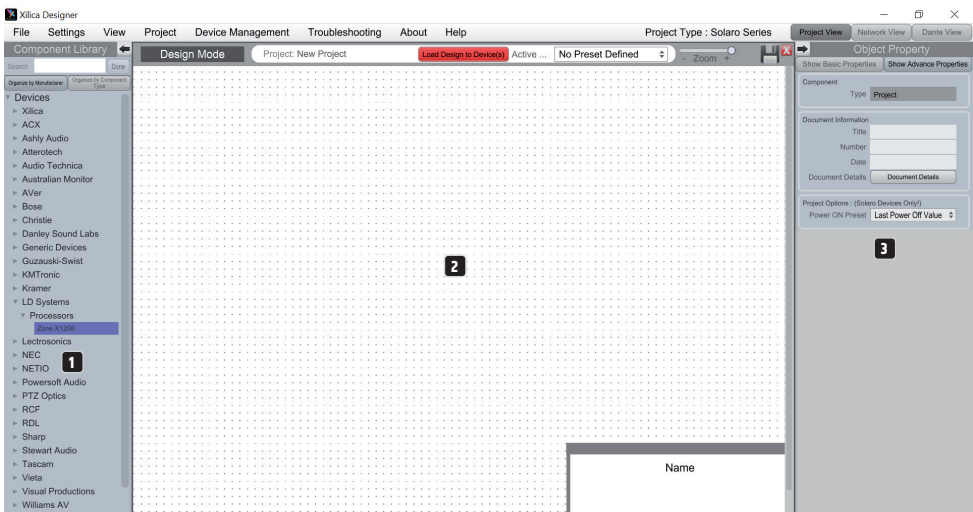 Xilica Designer
File Settings View Project Device Management Troubleshooting About Help Project Type : Solaro Series
Project View Network View Dante View
Component Library
Search Done
Organize by Manufacturer Organize by Component Type
Devices
Xilica
ACX
Ashly Audio
Atterotech
Audio Technica
Australian Monitor
AVer
Bose
Christie
Danley Sound Labs
Generic Devices
Guzauski-Swist
KMTronic
Kramer
LD Systems
Processors
Zone X1208
Lectrosonics
NEC
NETIO
1
Powersoft Audio
PTZ Optics
RCF
RDL
Sharp
Stewart Audio
Tascam
Vieta
Visual Productions
Williams AV
Design Mode Project: New Project Load Design to Device(s) Active ... No Preset Defined - Zoom + X
2
Name
Object Property
Show Basic Properties Show Advance Properties
Component
Type Project
Document Information
Title
Number
Date
Document Details Document Details
Project Options : (Solaro Devices Only!)
Power ON Preset Last Power Off Value
3